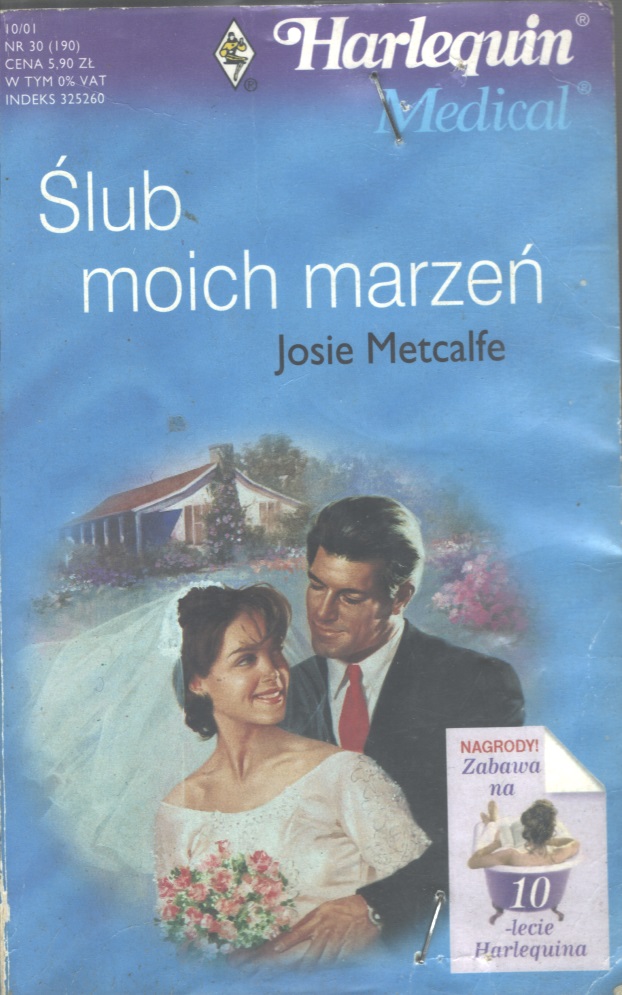 10/01
NR 30 (190)
CENA 5,90 ZŁ
W TYM 0% VAT
INDEKS 325260
®
Harlequin®
Medical®
Ślub
moich marzeń
Josie Metcalfe
NAGRODY!
Zabawa
na
10
-lecie
Harlequina